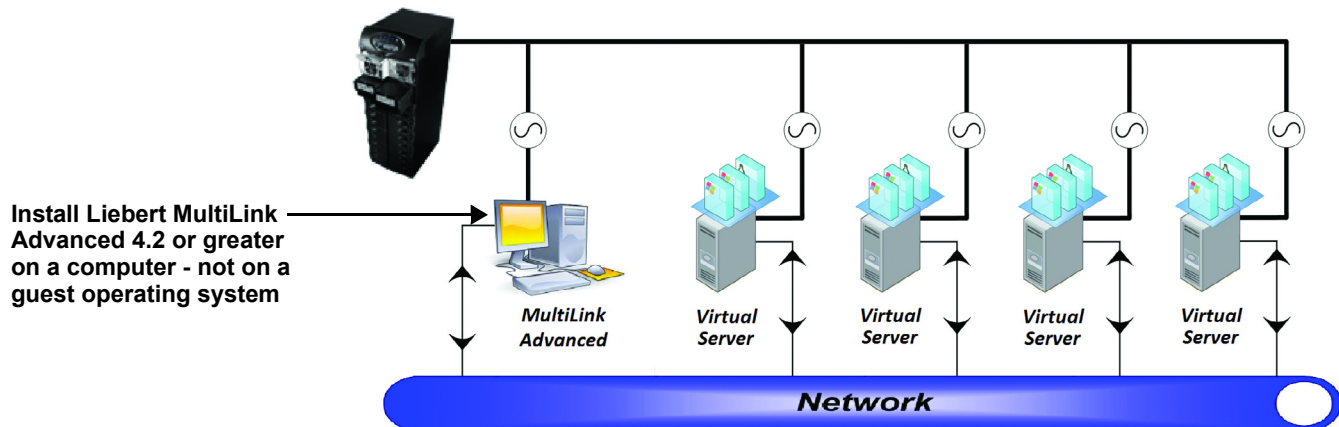 Install Liebert MultiLink
Advanced 4.2 or greater
on a computer - not on a
guest operating system
MultiLink
Advanced
Virtual
Server
Virtual
Server
Virtual
Server
Virtual
Server
Network